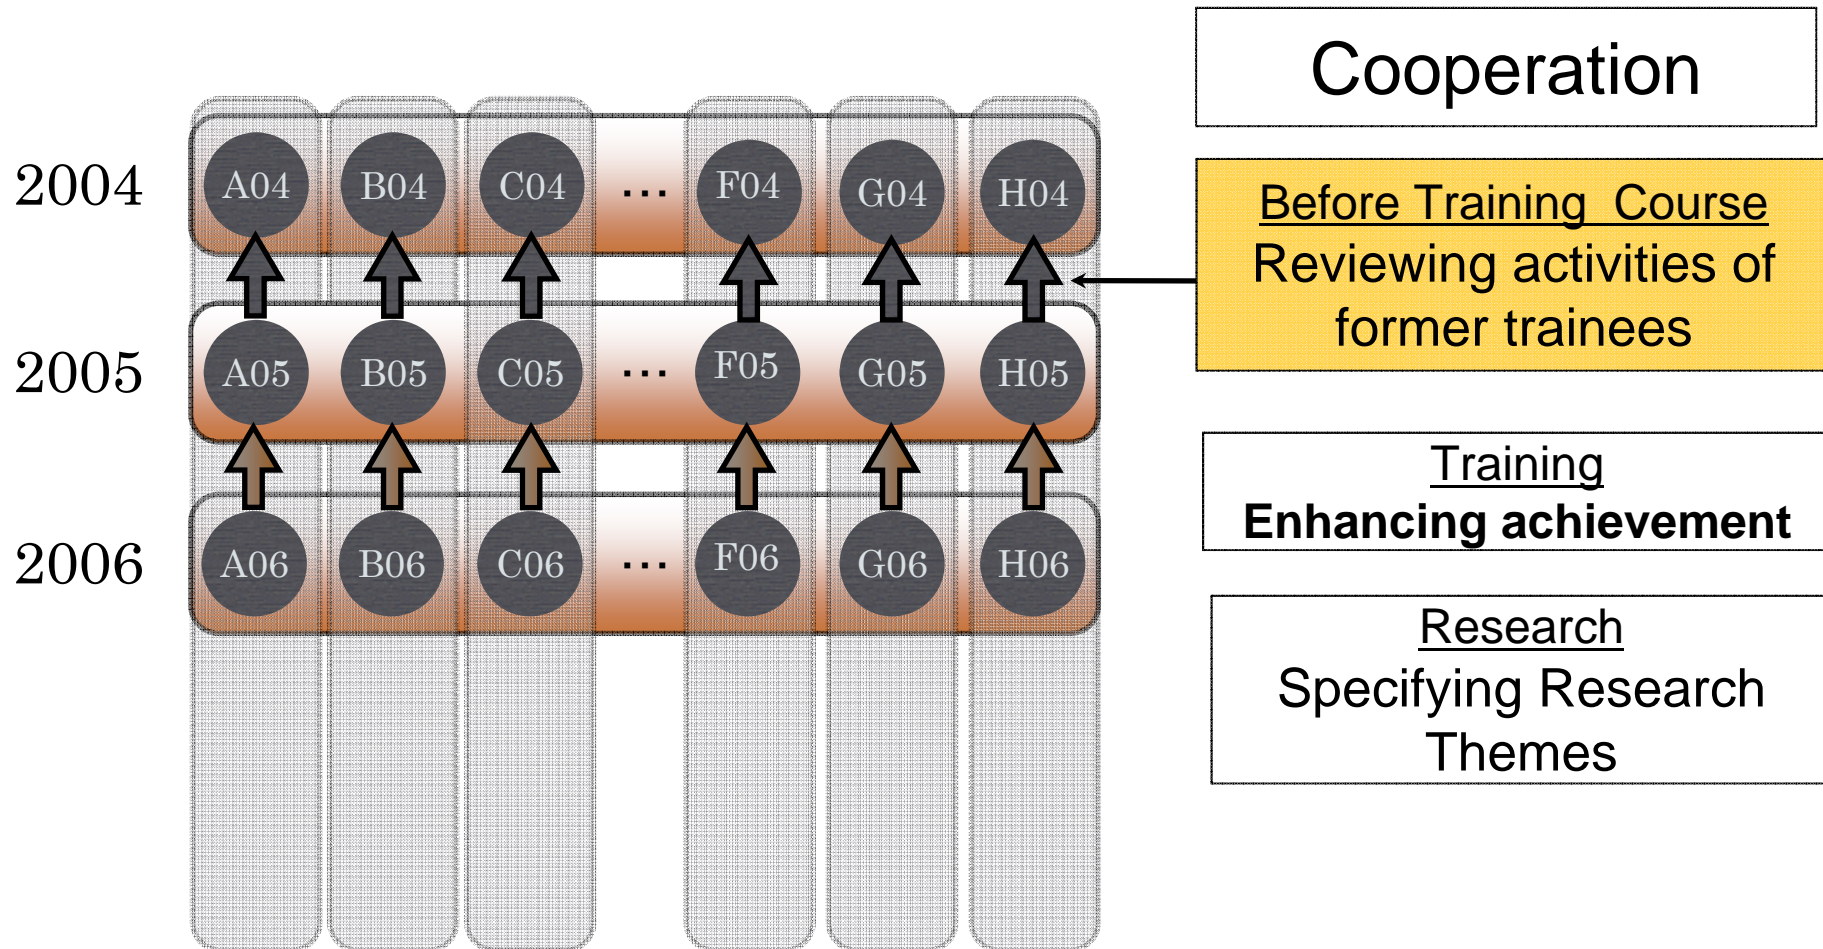 Cooperation
2004 A04 B04 C04 ... F04 G04 H04
Before Training Course
Reviewing activities of
former trainees
2005 A05 B05 C05 ... F05 G05 H05
Training
Enhancing achievement
2006 A06 B06 C06 ... F06 G06 H06
Research
Specifying Research
Themes